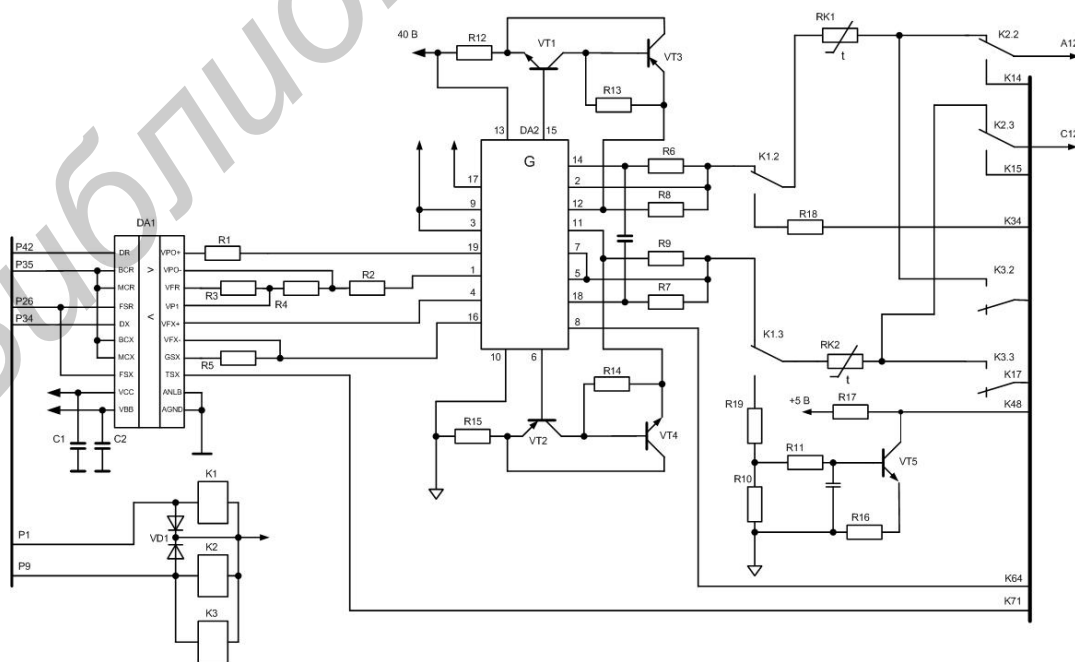 библио
40 В
R12
VT1
VT3
R13
RK1
t
K2.2
A12
K14
K2.3
C12
K15
13
DA2
15
G
14
R6
K1.2
17
2
9
12
R8
R18
K34
3
11
P42
DA1
DR
VPO+
R1
19
7
R9
P35
BCR
>
VPO-
R2
1
5
K3.2
MCR
VFR
R3
R4
18
R7
P26
FSR
VP1
4
P34
DX
<
VFX+
16
8
K1.3
BCX
VFX-
MCX
GSX
R5
10
6
RK2
t
K3.3
FSX
TSX
R14
K17
VCC
ANLB
+5 В
R17
K48
VBB
AGND
R15
VT2
VT4
R19
C1
C2
R11
VT5
R10
K1
R16
P1
VD1
K2
P9
K64
K71
K3